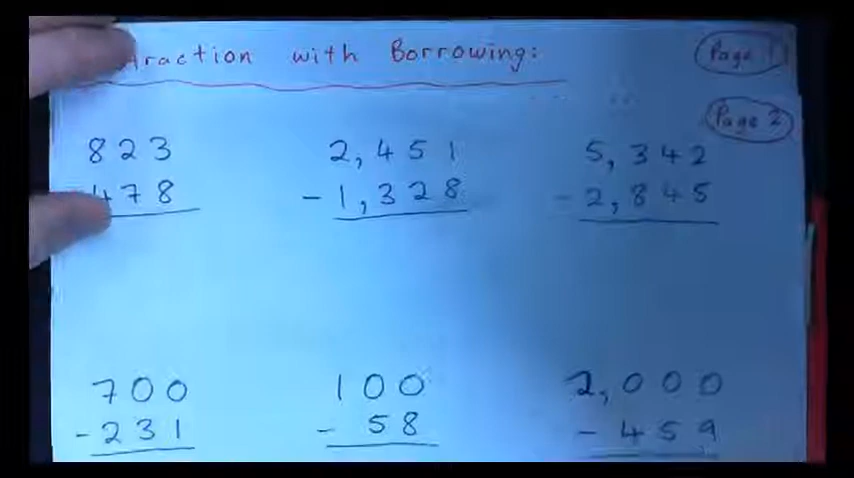 traction with Borrowing: Page 1
Page 2
823 2,451 5,342
478 - 1,328 - 2,845
700 100 2,000
- 231 - 58 - 459